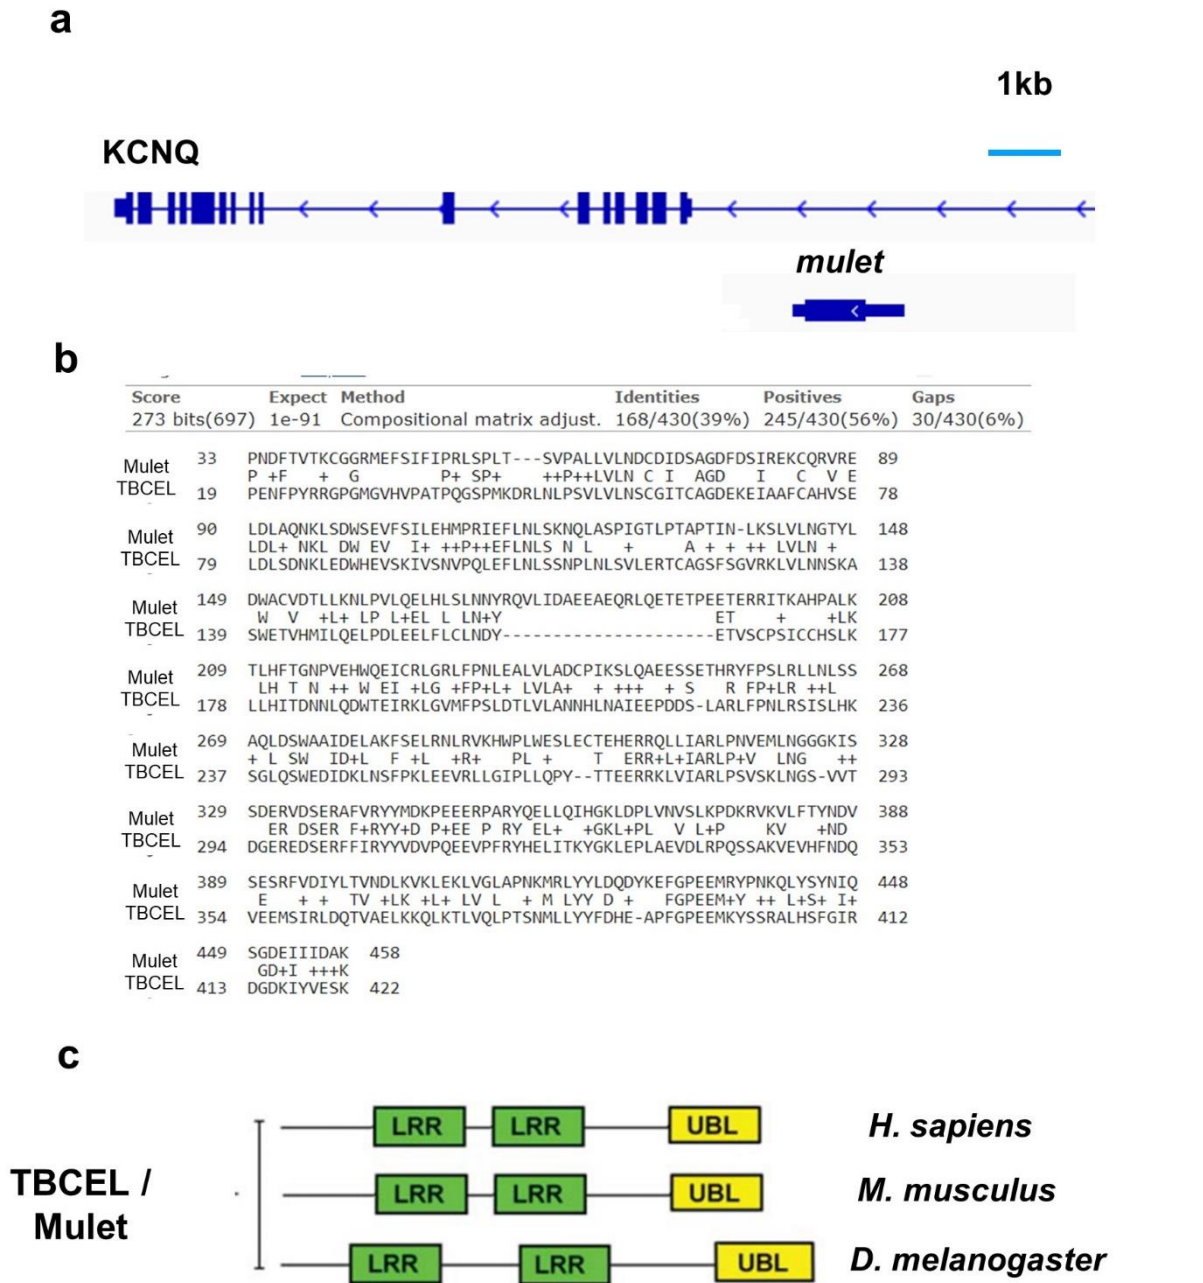 a
1kb
KCNQ
mulet
b
Score Expect Method Identities Positives Gaps
273 bits(697) 1e-91 Compositional matrix adjust. 168/430(39%) 245/430(56%) 30/430(6%)
Mulet 33 PNDFTVTKCGGRMEFSIFIPRLSPLT---SVPALLVLNDCDIDSAGDFDSIREKCQRVRE 89
P +F + G P+ SP+ ++P++LVLN C I AGD I C V E
TBCEL 19 PENFPYRRGPGMGVHVPATPQGSPMKDRLNLPSVLVLNSCGITCAGDEKEIAAFCAHVSE 78
Mulet 90 LDLAQNKLSDWSEVFSILEHMPRIEFLNLSKNQLASPIGTLPTAPTIN-LKSLVLNGTYL 148
LDL+ NKL DW EV I+ ++P++EFLNLS N L + A + + ++ LVLN +
TBCEL 79 LDLSDNKLEDWHEVSKIVSNVPQLEFLNLSSNPLNLSVLERTCAGSFSGVRKLVLNNSKA 138
Mulet 149 DWACVDTLLKNLPVLQELHLSLNNYRQVLIDAEEAEQRLQETETPEETERRITKAHPALK 208
W V +L+ LP L+EL L LN+Y ET + +LK
TBCEL 139 SWETVHMILQELPDLEELFLCLNDY--------------------ETVSCPSICCHSLK 177
Mulet 209 TLHFTGNPVEHWQEICRLGRLFPNLEALVLADCPIKSLQAEESSETHRYFPSLRLLNLSS 268
LH T N ++ W EI +LG +FP+L+ LVLA+ + +++ + S R FP+LR ++L
TBCEL 178 LLHITDNNLQDWTEIRKLGVMFPSLDTLVLANNHLNAIEEPDDS-LARLFPNLRSISLHK 236
Mulet 269 AQLDSWAAIDELAKFSELRNLRVKHWPLWESLECTEHERRQLLIARLPNVEMLNGGGKIS 328
+ L SW ID+L F +L +R+ PL + T ERR+L+IARLP+V LNG ++
TBCEL 237 SGLQSWEDIDKLNSFPKLEEVRLLGIPLLQPY--TTEERRKLVIARLPSVSKLNGS-VVT 293
Mulet 329 SDERVDSERAFVRYYMDKPEEERPARYQELLQIHGKLDPLVNVSLKPDKRVKVLFTYNDV 388
ER DSER F+RYY+D P+EE P RY EL+ +GKL+PL V L+P KV +ND
TBCEL 294 DGEREDSERFFIRYYVDVPQEEVPFRYHELITKYGKLEPLAEVDLRPQSSAKVEVHFNDQ 353
Mulet 389 SESRFVDIYLTVNDLKVKLEKLVGLAPNKMRLYYLDQDYKEFGPEEMRYPNKQLYSYNIQ 448
E + + TV +LK +L+ LV L + M LYY D + FGPEEM+Y ++ L+S+ I+
TBCEL 354 VEEMSIRLDQTVAELKKQLKTLVQLPTSNMLLYYFDHE-APFGPEEMKYSSRALHSFGIR 412
Mulet 449 SGDEIIIDAK 458
GD+I +++K
TBCEL 413 DGDKIYVESK 422
c
LRR LRR UBL H. sapiens
TBCEL /
Mulet
LRR LRR UBL M. musculus
LRR LRR UBL D. melanogaster